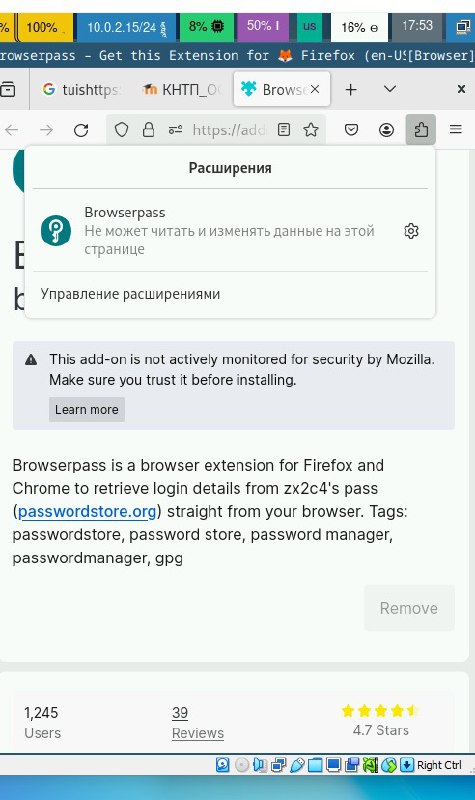 % 100% 10.0.2.15/24 8% 50% us 16% 17:53
rowserpass – Get this Extension for 🦊 Firefox (en-US[Browser]
tuishttps: КНТП_О Browse
https://add
Расширения
Browserpass
Не может читать и изменять данные на этой
странице
Управление расширениями
This add-on is not actively monitored for security by Mozilla.
Make sure you trust it before installing.
Learn more
Browserpass is a browser extension for Firefox and
Chrome to retrieve login details from zx2c4's pass
(passwordstore.org) straight from your browser. Tags:
passwordstore, password store, password manager,
passwordmanager, gpg
Remove
1,245 39
Users Reviews 4.7 Stars
Right Ctrl